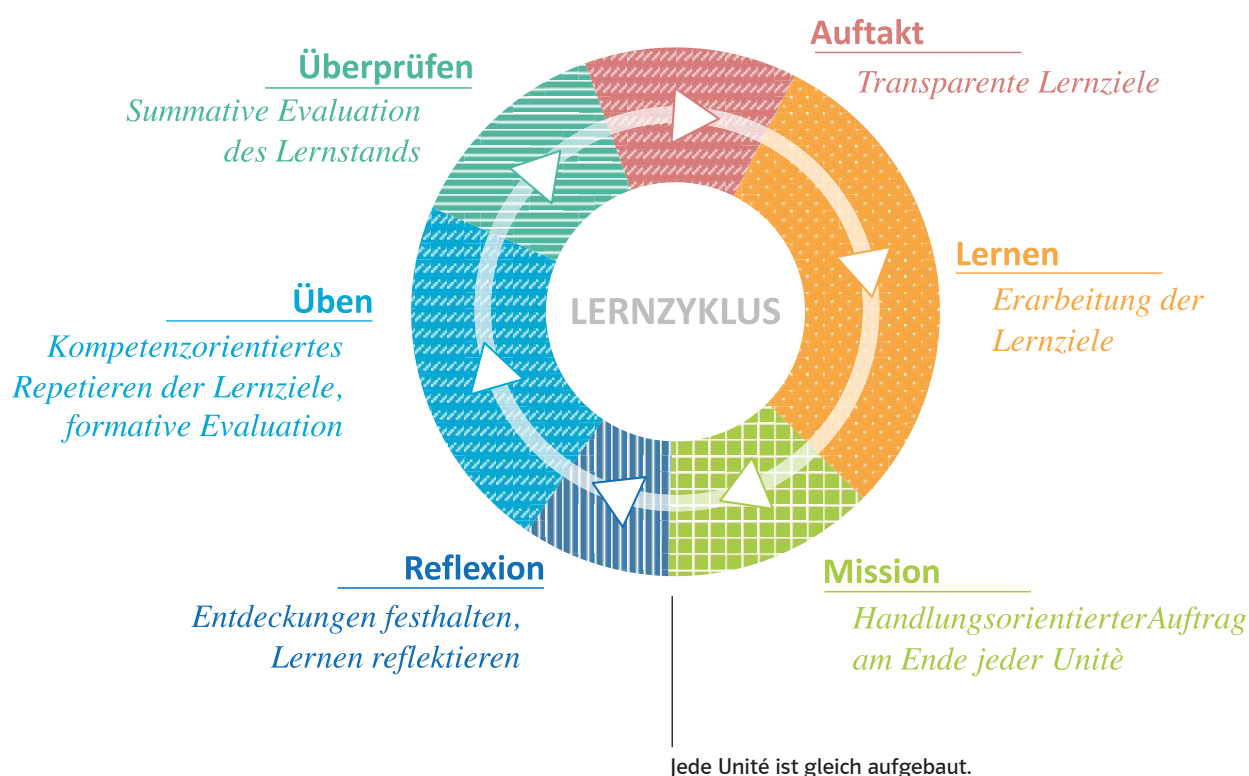 Auftakt
Transparente Lernziele
Lernen
Erarbeitung der
Lernziele
Mission
HandlungsorientierterAuftrag
am Ende jeder Unitè
Reflexion
Entdeckungen festhalten,
Lernen reflektieren
Üben
Kompetenzorientiertes
Repetieren der Lernziele,
formative Evaluation
Überprüfen
Summative Evaluation
des Lernstands
LERNZYKLUS
Jede Unité ist gleich aufgebaut.